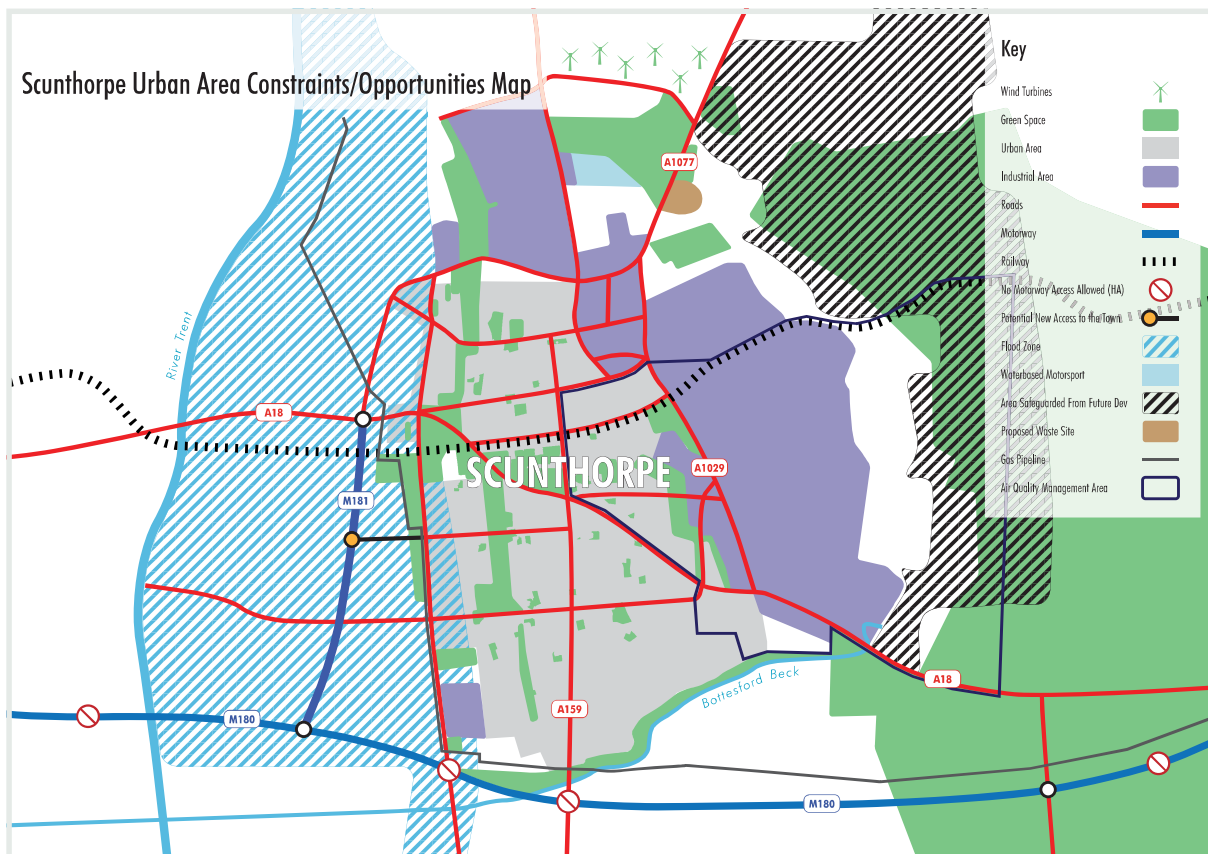 Scunthorpe Urban Area Constraints/Opportunities Map
Key
Wind Turbines
Green Space
Urban Area
Industrial Area
Roads
Motorway
Railway
No Motorway Access Allowed (HA)
Potential New Access to the Town
Flood Zone
Waterbased Motorsport
Area Safeguarded From Future Dev
Proposed Waste Site
Gas Pipeline
Air Quality Management Area
A1077
River Trent
A18
SCUNTHORPE
A1029
M181
Bottesford Beck
A18
A159
M180
M180